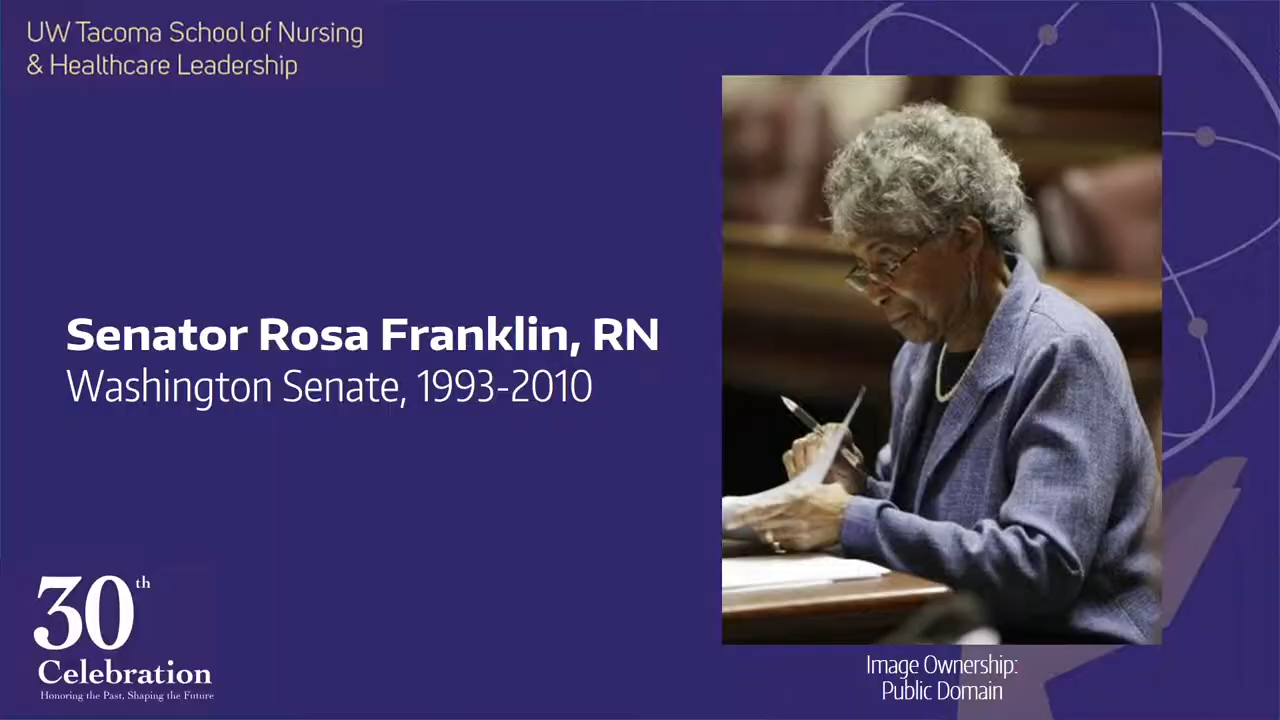 UW Tacoma School of Nursing
& Healthcare Leadership
Senator Rosa Franklin, RN
Washington Senate, 1993-2010
30th
Celebration
Honoring the Past, Shaping the Future
Image Ownership:
Public Domain